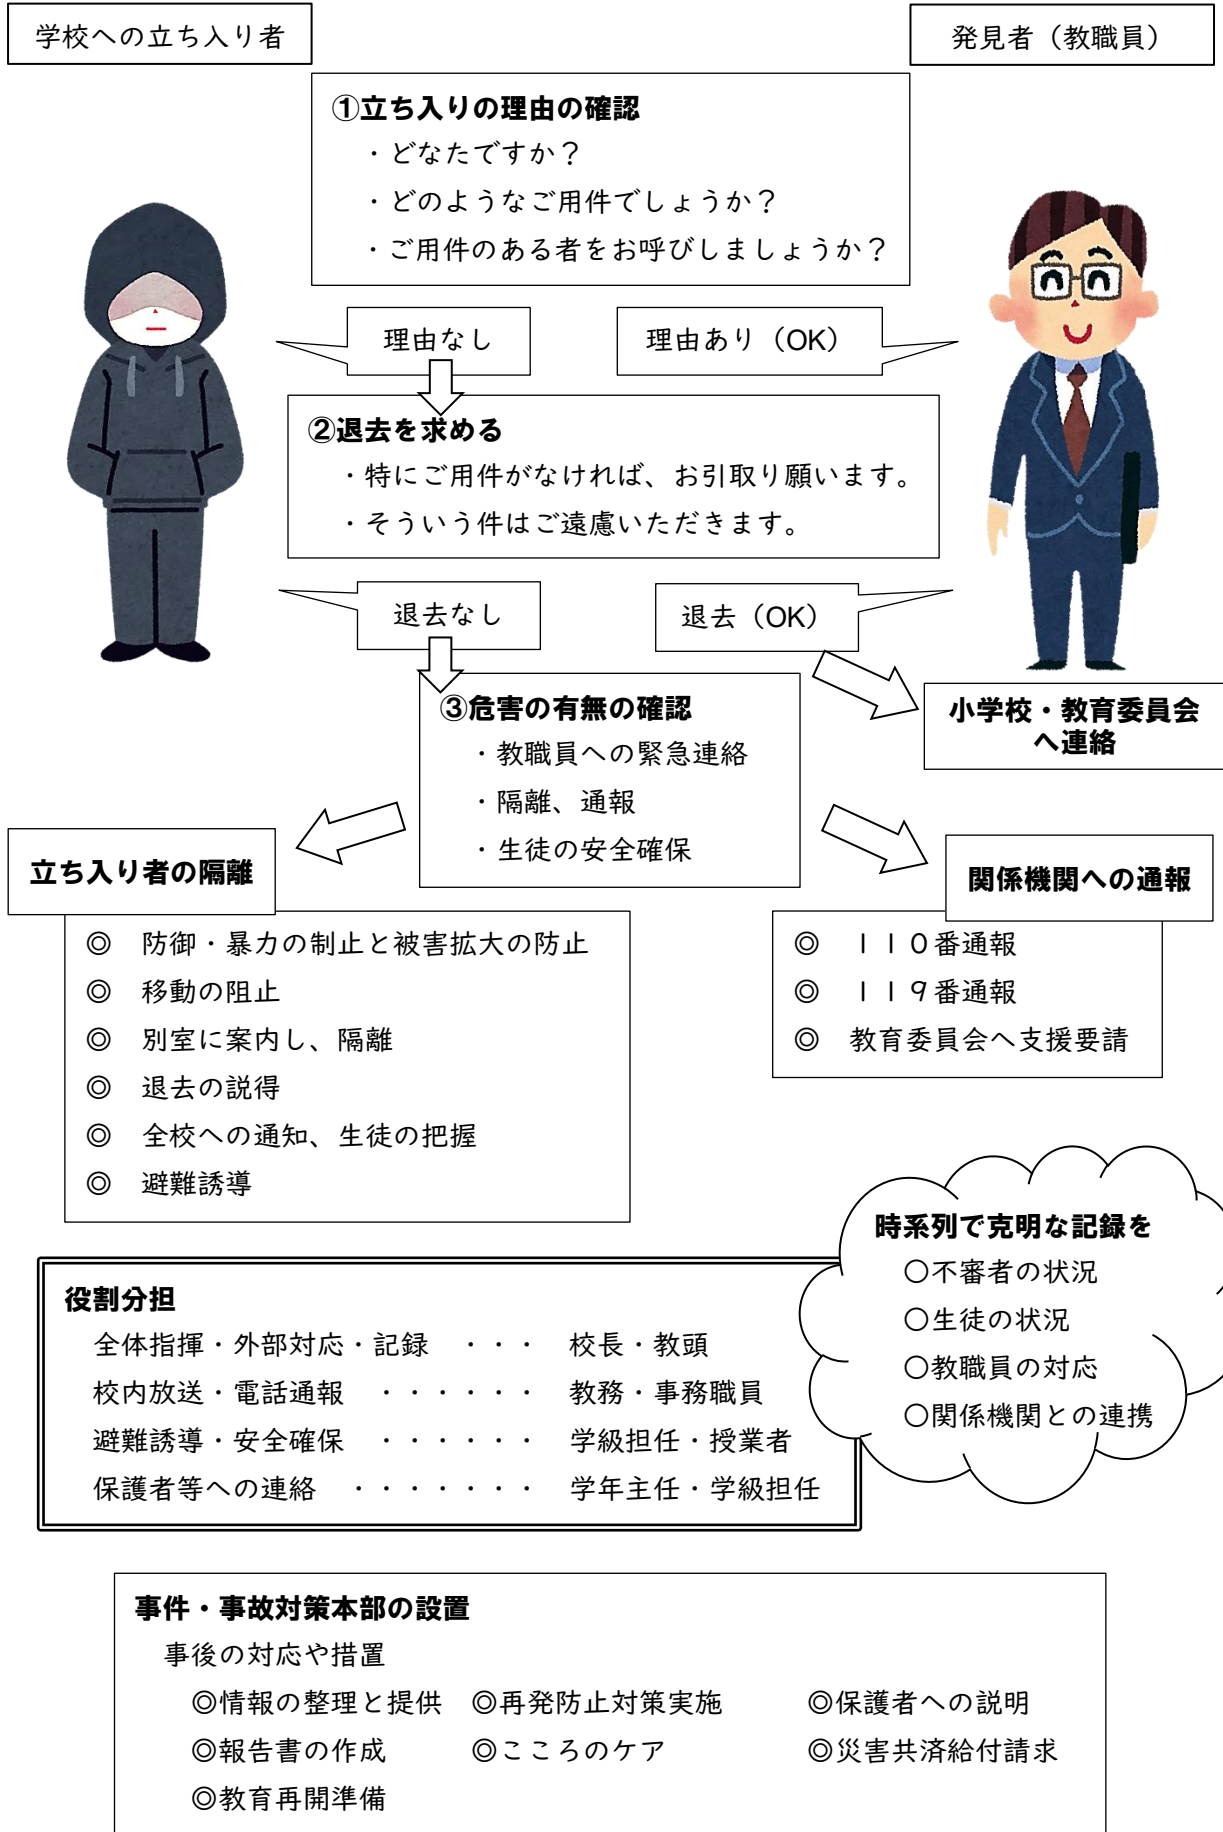 学校への立ち入り者
発見者（教職員）
①立ち入りの理由の確認
・どなたですか？
・どのようなご用件でしょうか？
・ご用件のある者をお呼びしましょうか？
理由なし
理由あり（OK）
②退去を求める
・特にご用件がなければ、お引取り願います。
・そういう件はご遠慮いただきます。
退去なし
退去（OK）
③危害の有無の確認
・教職員への緊急連絡
・隔離、通報
・生徒の安全確保
小学校・教育委員会
へ連絡
立ち入り者の隔離
◎　防御・暴力の制止と被害拡大の防止
◎　移動の阻止
◎　別室に案内し、隔離
◎　退去の説得
◎　全校への通知、生徒の把握
◎　避難誘導
関係機関への通報
◎　１１０番通報
◎　１１９番通報
◎　教育委員会へ支援要請
時系列で克明な記録を
○不審者の状況
○生徒の状況
○教職員の対応
○関係機関との連携
役割分担
全体指揮・外部対応・記録　・・・　校長・教頭
校内放送・電話通報　・・・・・・　教務・事務職員
避難誘導・安全確保　・・・・・・　学級担任・授業者
保護者等への連絡　・・・・・・・　学年主任・学級担任
事件・事故対策本部の設置
事後の対応や措置
◎情報の整理と提供　◎再発防止対策実施　　　◎保護者への説明
◎報告書の作成　　　◎こころのケア　　　　　◎災害共済給付請求
◎教育再開準備